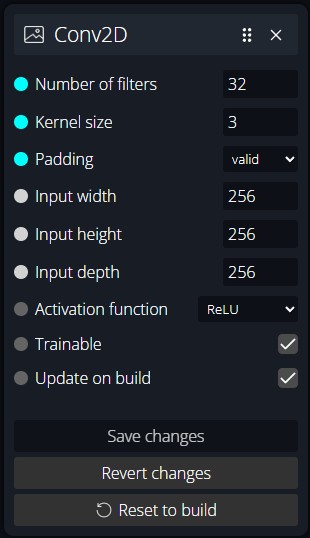 Conv2D
Number of filters 32
Kernel size 3
Padding valid
Input width 256
Input height 256
Input depth 256
Activation function ReLU
Trainable
Update on build
Save changes
Revert changes
Reset to build